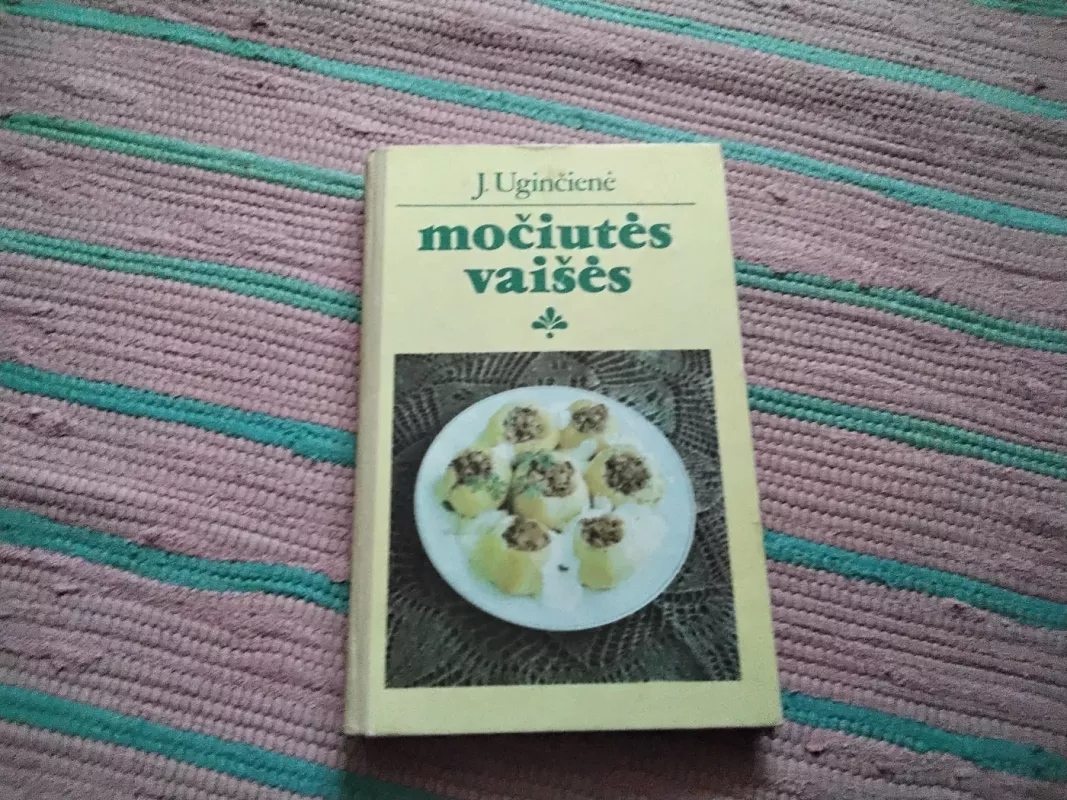 J. Uginčienė
močiutės
vaišės